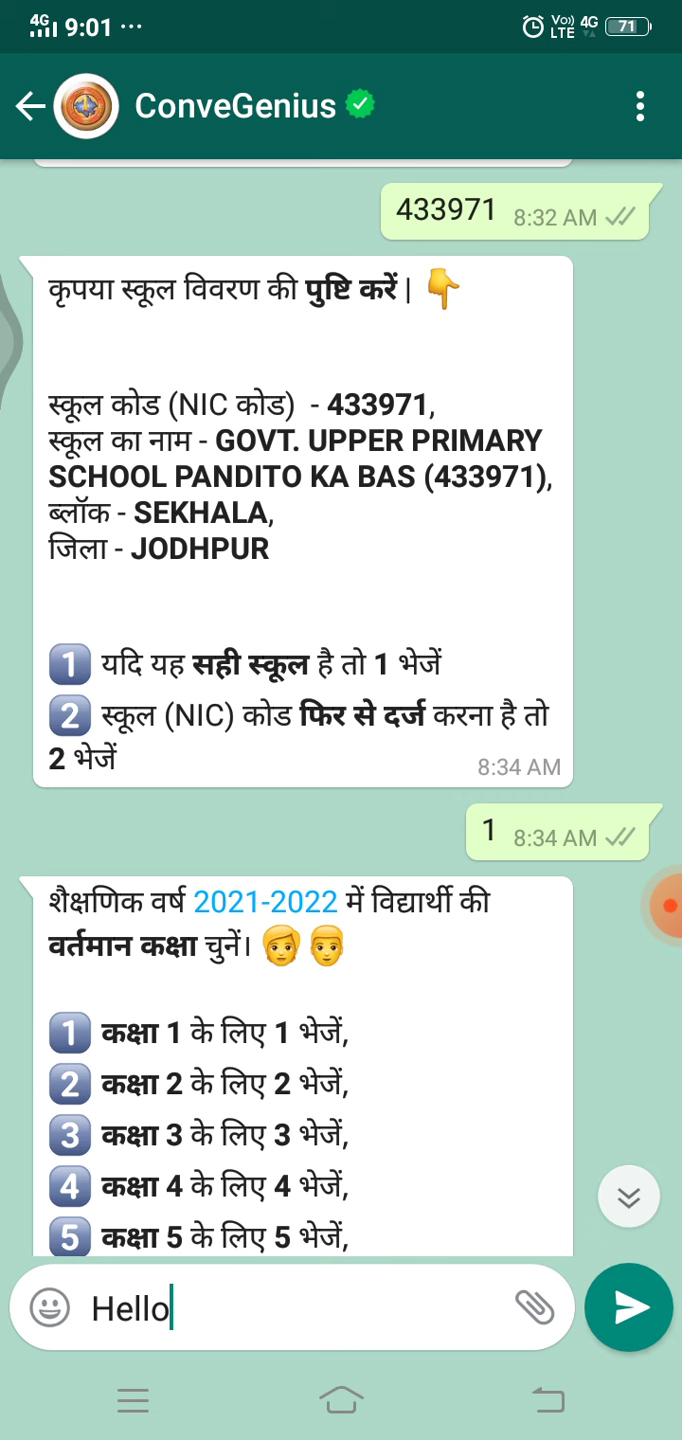 4G 9:01 ... Vo)) LTE 4G 71
ConveGenius
433971 8:32 AM
कृपया स्कूल विवरण की पुष्टि करें | 👇
स्कूल कोड (NIC कोड) - 433971,
स्कूल का नाम - GOVT. UPPER PRIMARY
SCHOOL PANDITO KA BAS (433971),
ब्लॉक - SEKHALA,
जिला - JODHPUR
1️⃣ यदि यह सही स्कूल है तो 1 भेजें
2️⃣ स्कूल (NIC) कोड फिर से दर्ज करना है तो
2 भेजें
8:34 AM
1 8:34 AM
शैक्षणिक वर्ष 2021-2022 में विद्यार्थी की
वर्तमान कक्षा चुनें। 👧👨
1️⃣ कक्षा 1 के लिए 1 भेजें,
2️⃣ कक्षा 2 के लिए 2 भेजें,
3️⃣ कक्षा 3 के लिए 3 भेजें,
4️⃣ कक्षा 4 के लिए 4 भेजें,
5️⃣ कक्षा 5 के लिए 5 भेजें,
Hello